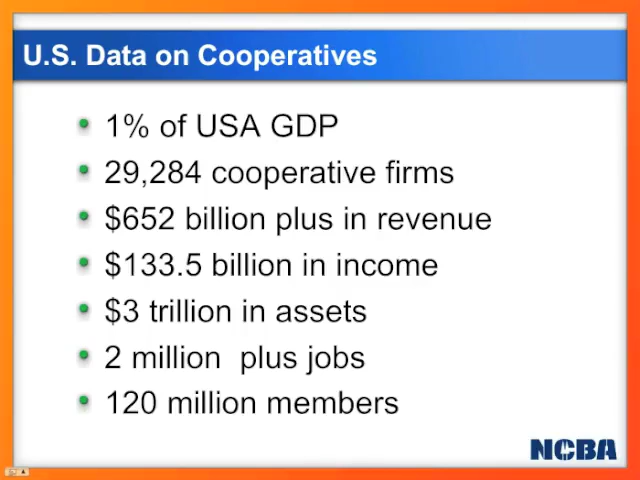 U.S. Data on Cooperatives
1% of USA GDP
29,284 cooperative firms
$652 billion plus in revenue
$133.5 billion in income
$3 trillion in assets
2 million  plus jobs
120 million members
NCBA